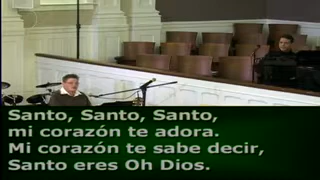 Santo, Santo, Santo,
mi corazón te adora.
Mi corazón te sabe decir,
Santo eres Oh Dios.